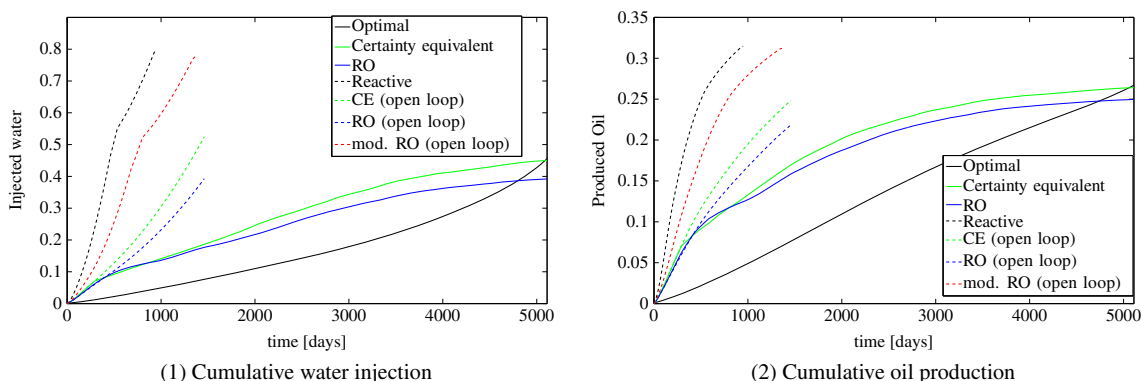 0.8
0.7
0.6
0.5
0.4
0.3
0.2
0.1
0
Injected water
0 1000 2000 3000 4000 5000
time [days]
Optimal
Certainty equivalent
RO
Reactive
CE (open loop)
RO (open loop)
mod. RO (open loop)
(1) Cumulative water injection
0.35
0.3
0.25
0.2
0.15
0.1
0.05
0
Produced Oil
0 1000 2000 3000 4000 5000
time [days]
Optimal
Certainty equivalent
RO
Reactive
CE (open loop)
RO (open loop)
mod. RO (open loop)
(2) Cumulative oil production